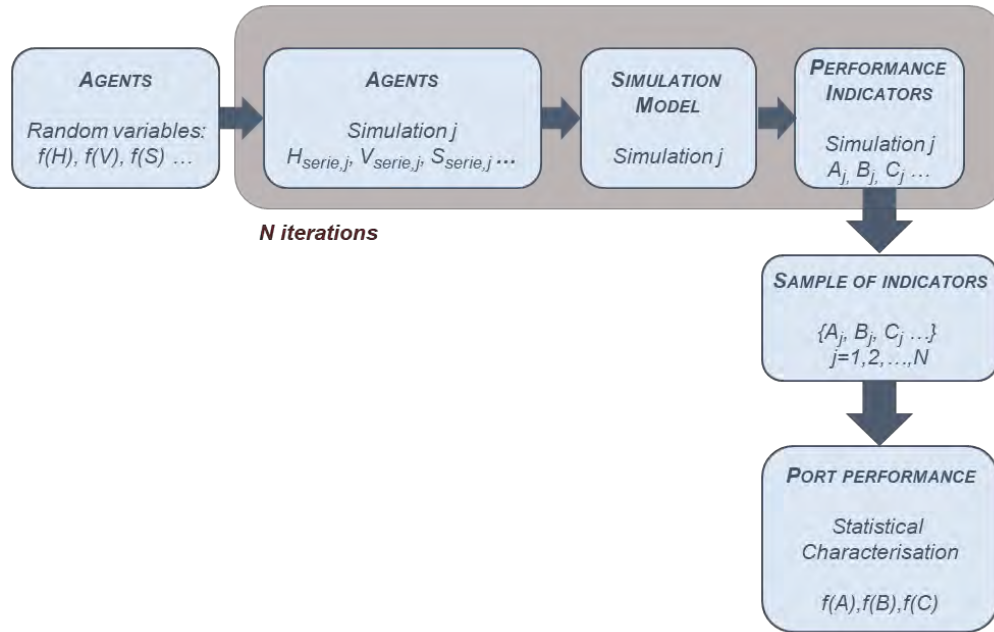 AGENTS
Random variables:
f(H), f(V), f(S) ...
AGENTS
Simulation j
Hserie,j, Vserie,j, Sserie,j ...
SIMULATION
MODEL
Simulation j
PERFORMANCE
INDICATORS
Simulation j
Aj, Bj, Cj ...
N iterations
SAMPLE OF INDICATORS
{Aj, Bj, Cj ...}
j=1,2,...,N
PORT PERFORMANCE
Statistical
Characterisation
f(A),f(B),f(C)